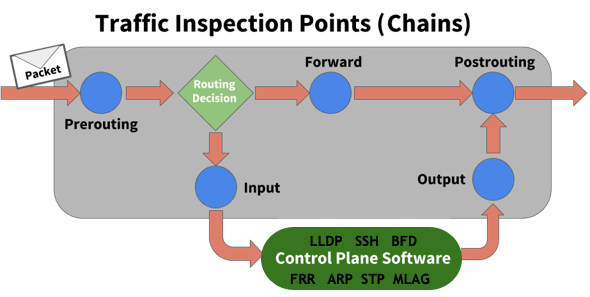 Traffic Inspection Points (Chains)
Packet
Prerouting
Routing
Decision
Forward
Postrouting
Input
Output
LLDP SSH BFD
Control Plane Software
FRR ARP STP MLAG